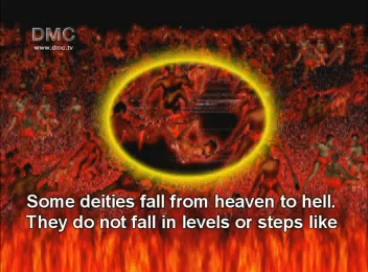 DMC
www.dmc.tv
Some deities fall from heaven to hell.
They do not fall in levels or steps like